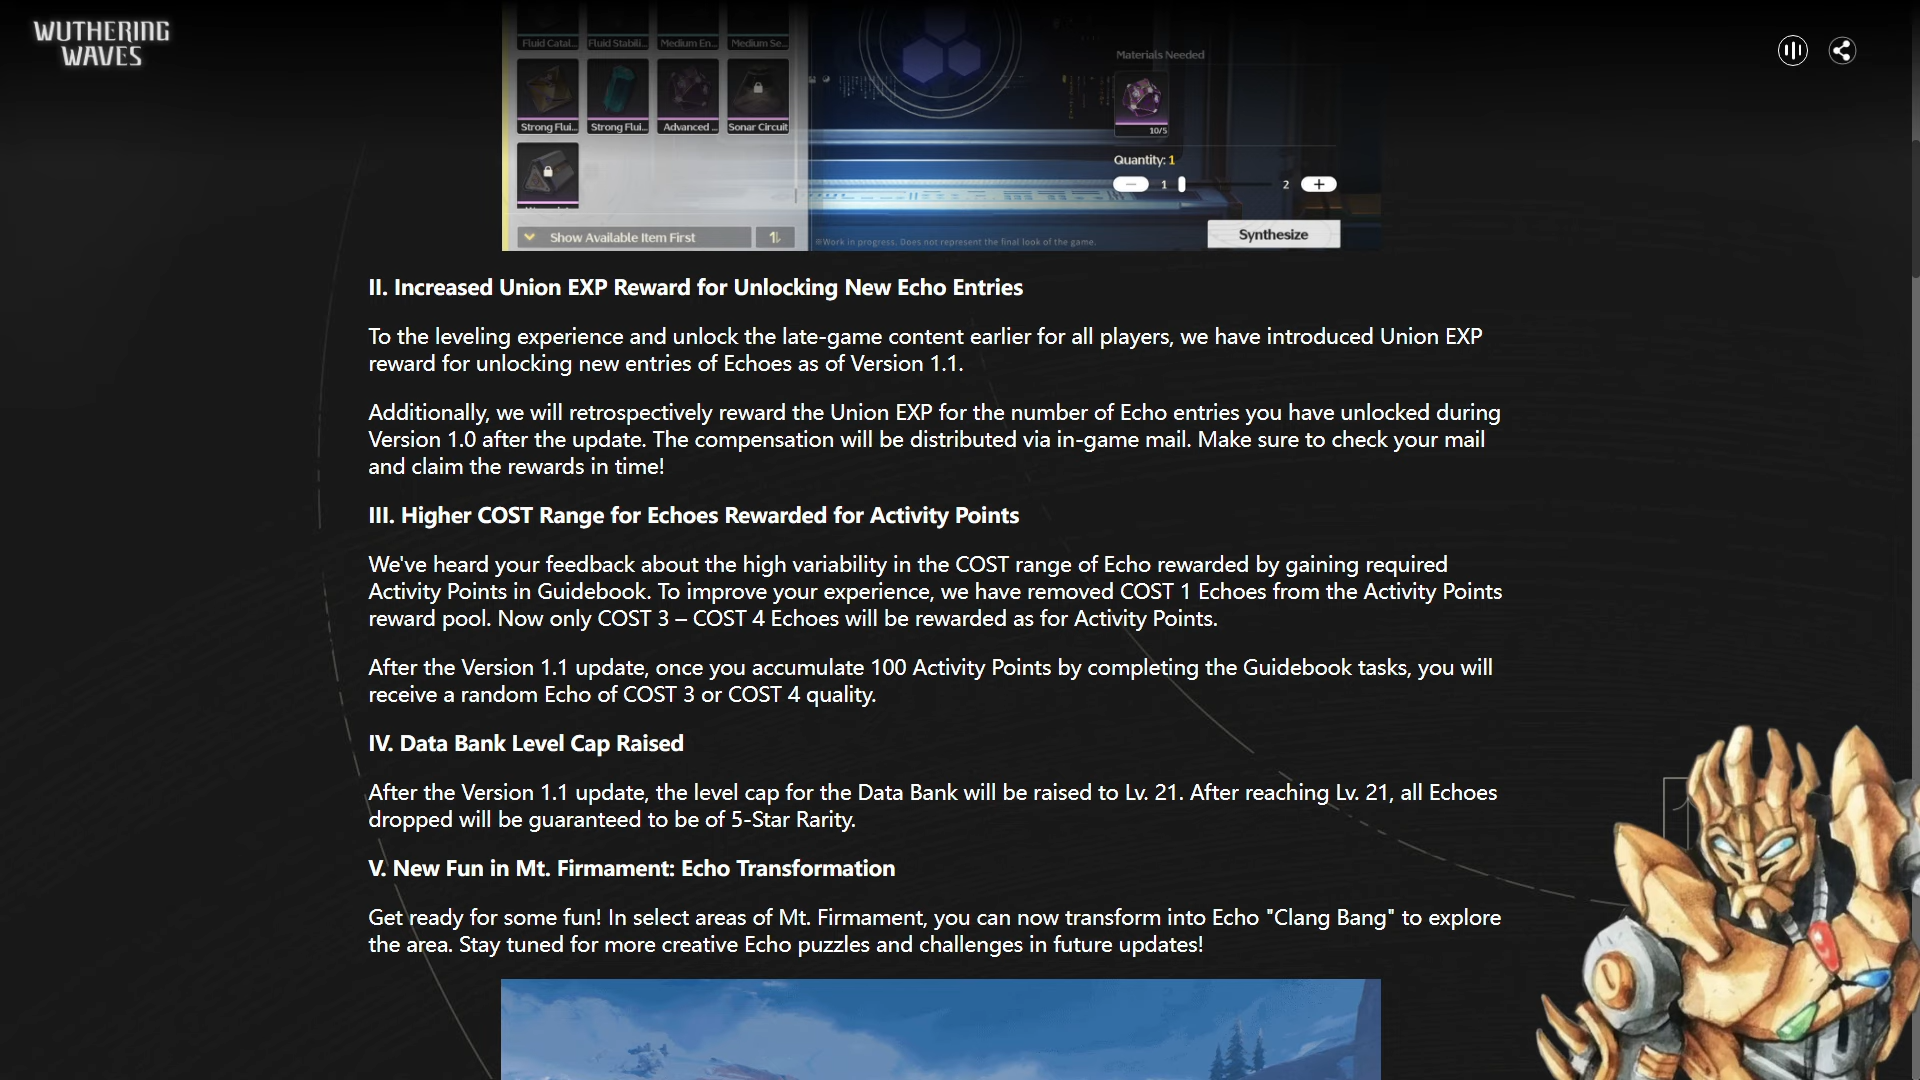 WUTHERING
WAVES
Fluid Catal...
Fluid Stabili...
Medium En...
Medium Se...
Materials Needed
Strong Flui...
Strong Flui...
Advanced ...
Sonar Circuit
10/5
Quantity: 1
1
2
Show Available Item First
※Work in progress. Does not represent the final look of the game.
Synthesize
II. Increased Union EXP Reward for Unlocking New Echo Entries
To the leveling experience and unlock the late-game content earlier for all players, we have introduced Union EXP
reward for unlocking new entries of Echoes as of Version 1.1.
Additionally, we will retrospectively reward the Union EXP for the number of Echo entries you have unlocked during
Version 1.0 after the update. The compensation will be distributed via in-game mail. Make sure to check your mail
and claim the rewards in time!
III. Higher COST Range for Echoes Rewarded for Activity Points
We've heard your feedback about the high variability in the COST range of Echo rewarded by gaining required
Activity Points in Guidebook. To improve your experience, we have removed COST 1 Echoes from the Activity Points
reward pool. Now only COST 3 – COST 4 Echoes will be rewarded as for Activity Points.
After the Version 1.1 update, once you accumulate 100 Activity Points by completing the Guidebook tasks, you will
receive a random Echo of COST 3 or COST 4 quality.
IV. Data Bank Level Cap Raised
After the Version 1.1 update, the level cap for the Data Bank will be raised to Lv. 21. After reaching Lv. 21, all Echoes
dropped will be guaranteed to be of 5-Star Rarity.
V. New Fun in Mt. Firmament: Echo Transformation
Get ready for some fun! In select areas of Mt. Firmament, you can now transform into Echo "Clang Bang" to explore
the area. Stay tuned for more creative Echo puzzles and challenges in future updates!